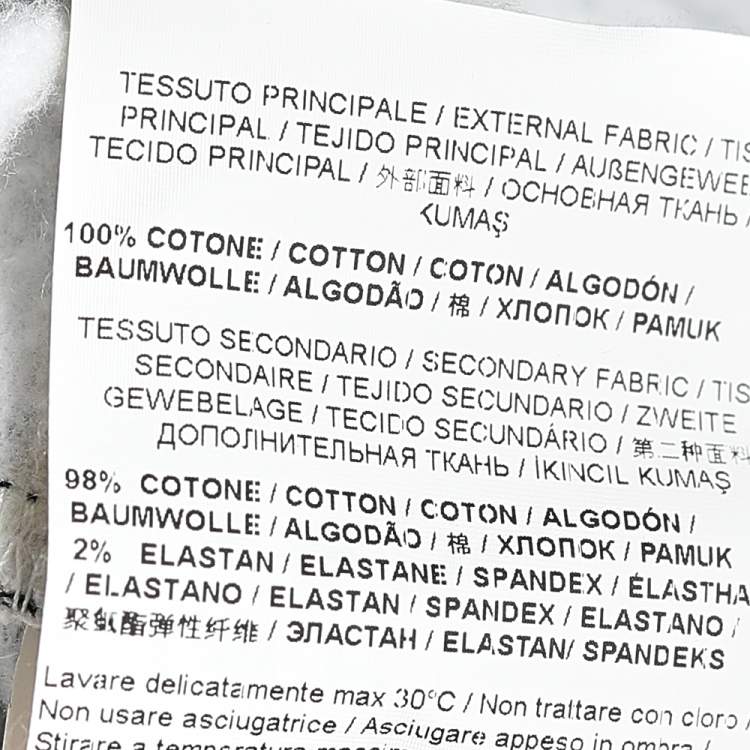 TESSUTO PRINCIPALE / EXTERNAL FABRIC / TIS
PRINCIPAL / TEJIDO PRINCIPAL / AUßENGEWEB
TECIDO PRINCIPAL / 外部面料 / ОСНОВНАЯ ТКАНЬ /
KUMAŞ
100% COTONE / COTTON / COTON / ALGODÓN /
BAUMWOLLE / ALGODÃO / 棉 / ХЛОПОК / PAMUK
TESSUTO SECONDARIO / SECONDARY FABRIC / TIS
SECONDAIRE / TEJIDO SECUNDARIO / ZWEITE
GEWEBELAGE / TECIDO SECUNDÁRIO / 第二种面料
ДОПОЛНИТЕЛЬНАЯ ТКАНЬ / İKINCIL KUMAŞ
98% COTONE / COTTON / COTON / ALGODÓN /
BAUMWOLLE / ALGODÃO / 棉 / ХЛОПОК / PAMUK
2% ELASTAN / ELASTANE / SPANDEX / ÉLASTHA
/ ELASTANO / ELASTAN / SPANDEX / ELASTANO /
聚氨酯弹性纤维 / ЭЛАСТАН / ELASTAN/ SPANDEKS
Lavare delicatamente max 30°C / Non trattare con cloro /
Non usare asciugatrice / Asciugare appeso in ombra /
Stirare a temperatura